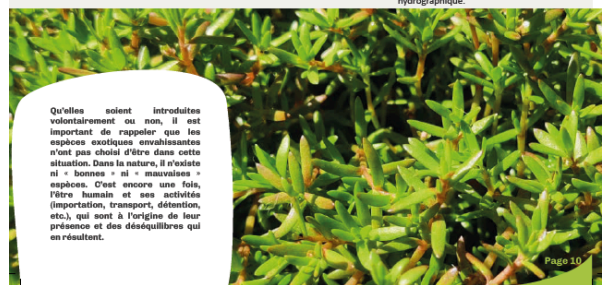 hydrographique.
Qu'elles soient introduites
volontairement ou non, il est
important de rappeler que les
espèces exotiques envahissantes
n'ont pas choisi d'être dans cette
situation. Dans la nature, il n'existe
ni « bonnes » ni « mauvaises »
espèces. C'est encore une fois,
l'être humain et ses activités
(importation, transport, détention,
etc.), qui sont à l'origine de leur
présence et des déséquilibres qui
en résultent.
Page 10